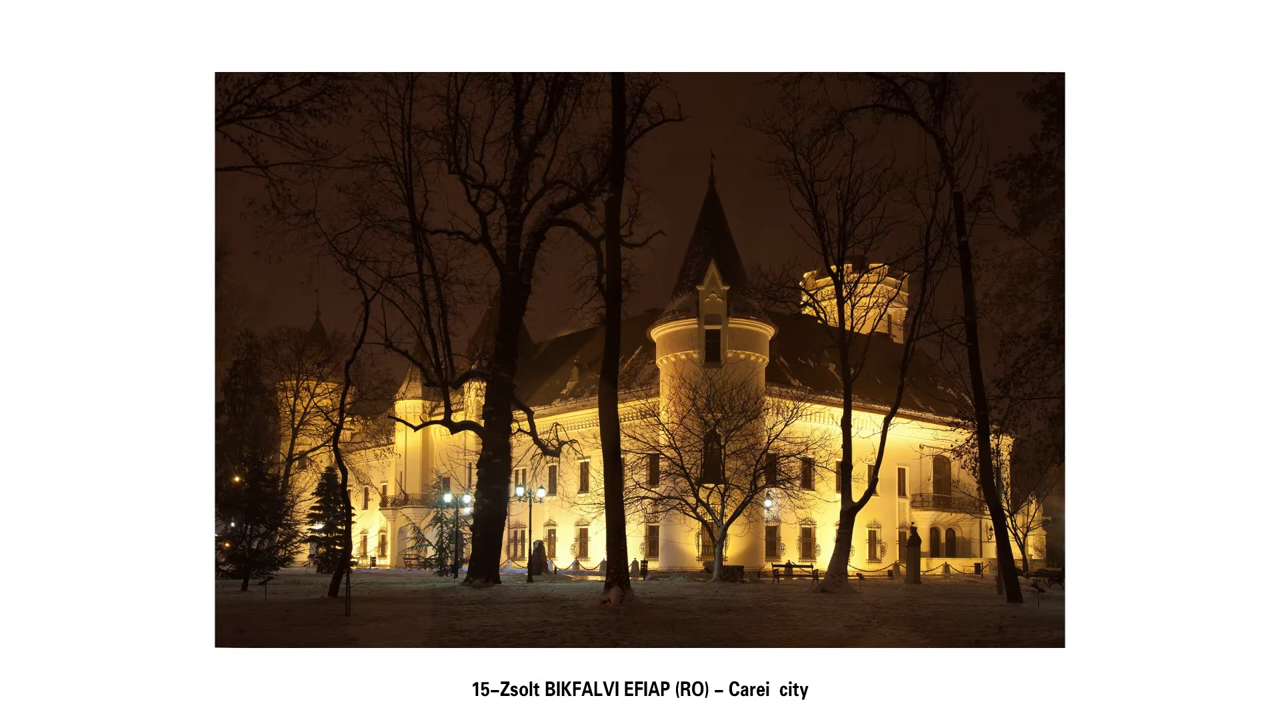 15–Zsolt BIKFALVI EFIAP (RO) – Carei  city